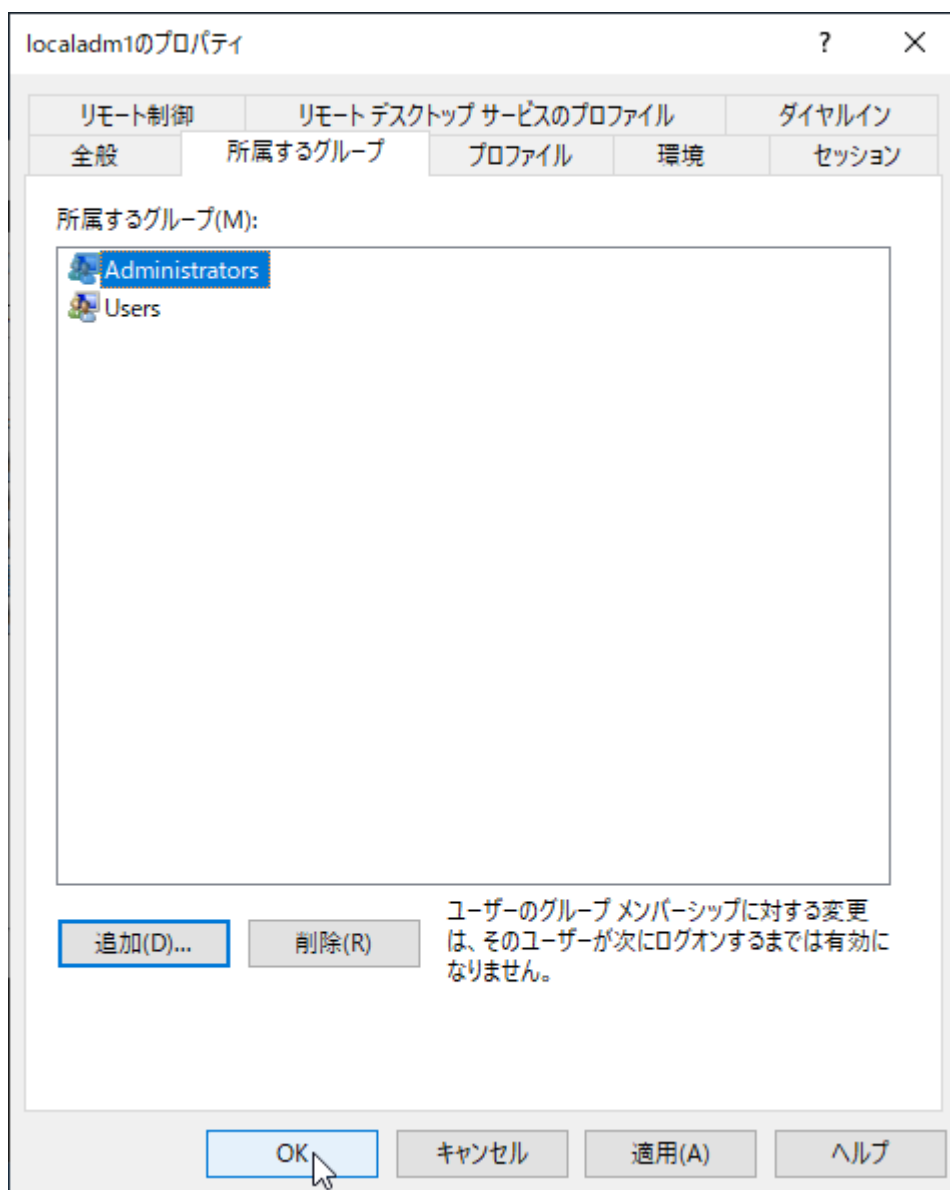 localadm1のプロパティ
?
リモート制御
リモート デスクトップ サービスのプロファイル
ダイヤルイン
全般
所属するグループ
プロファイル
環境
セッション
所属するグループ(M):
Administrators
Users
追加(D)...
削除(R)
ユーザーのグループ メンバーシップに対する変更
は、そのユーザーが次にログオンするまでは有効に
なりません。
OK
キャンセル
適用(A)
ヘルプ